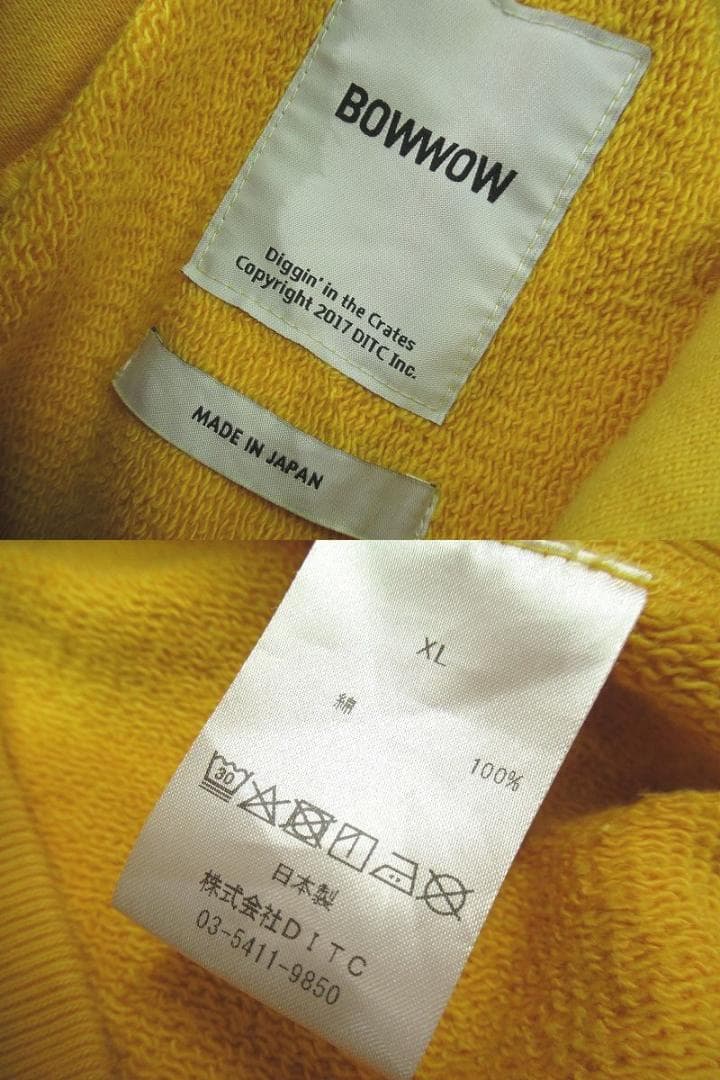 BOWWOW
Diggin' in the Crates
Copyright 2017 DITC Inc.
MADE IN JAPAN
XL
綿
100%
30
日本製
株式会社DITC
03-5411-9850